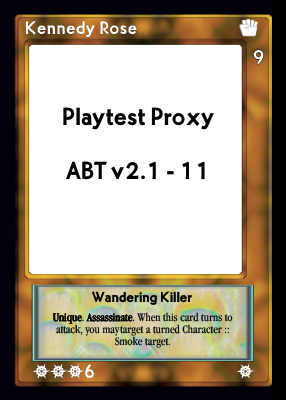 Kennedy Rose
9
Playtest Proxy
ABT v2.1 - 11
Wandering Killer
Unique. Assassinate. When this card turns to
attack, you maytarget a turned Character ::
Smoke target.
6